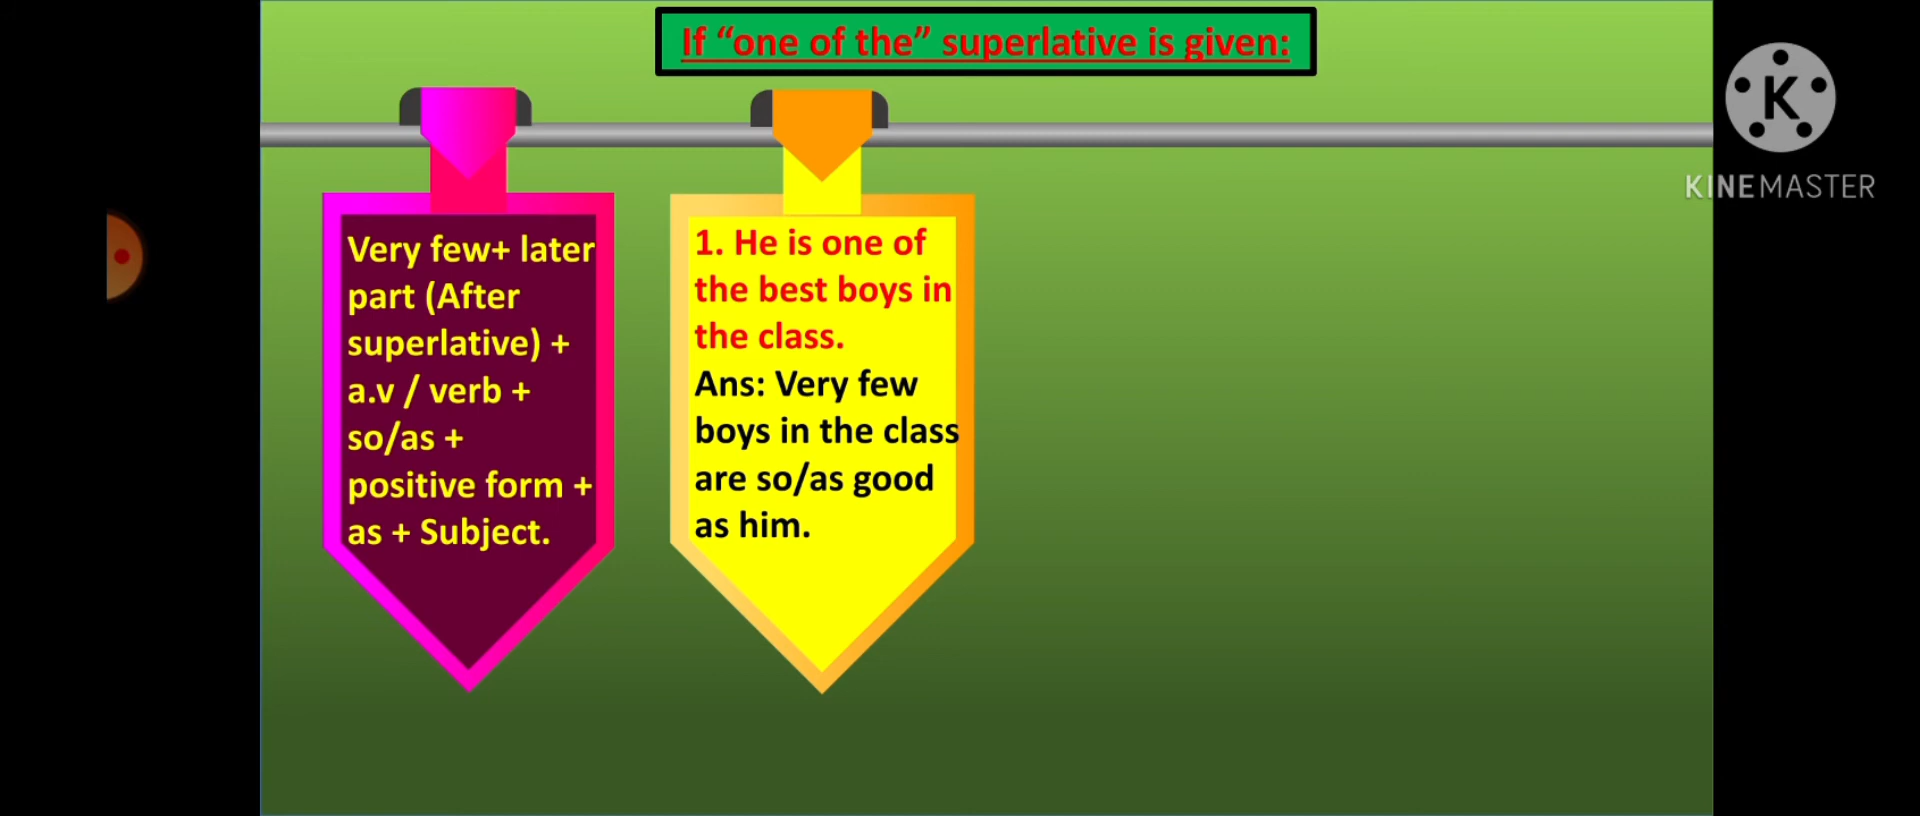 If “one of the” superlative is given:
Very few+ later
part (After
superlative) +
a.v / verb +
so/as +
positive form +
as + Subject.
1. He is one of
the best boys in
the class.
Ans: Very few
boys in the class
are so/as good
as him.
K
KINEMASTER